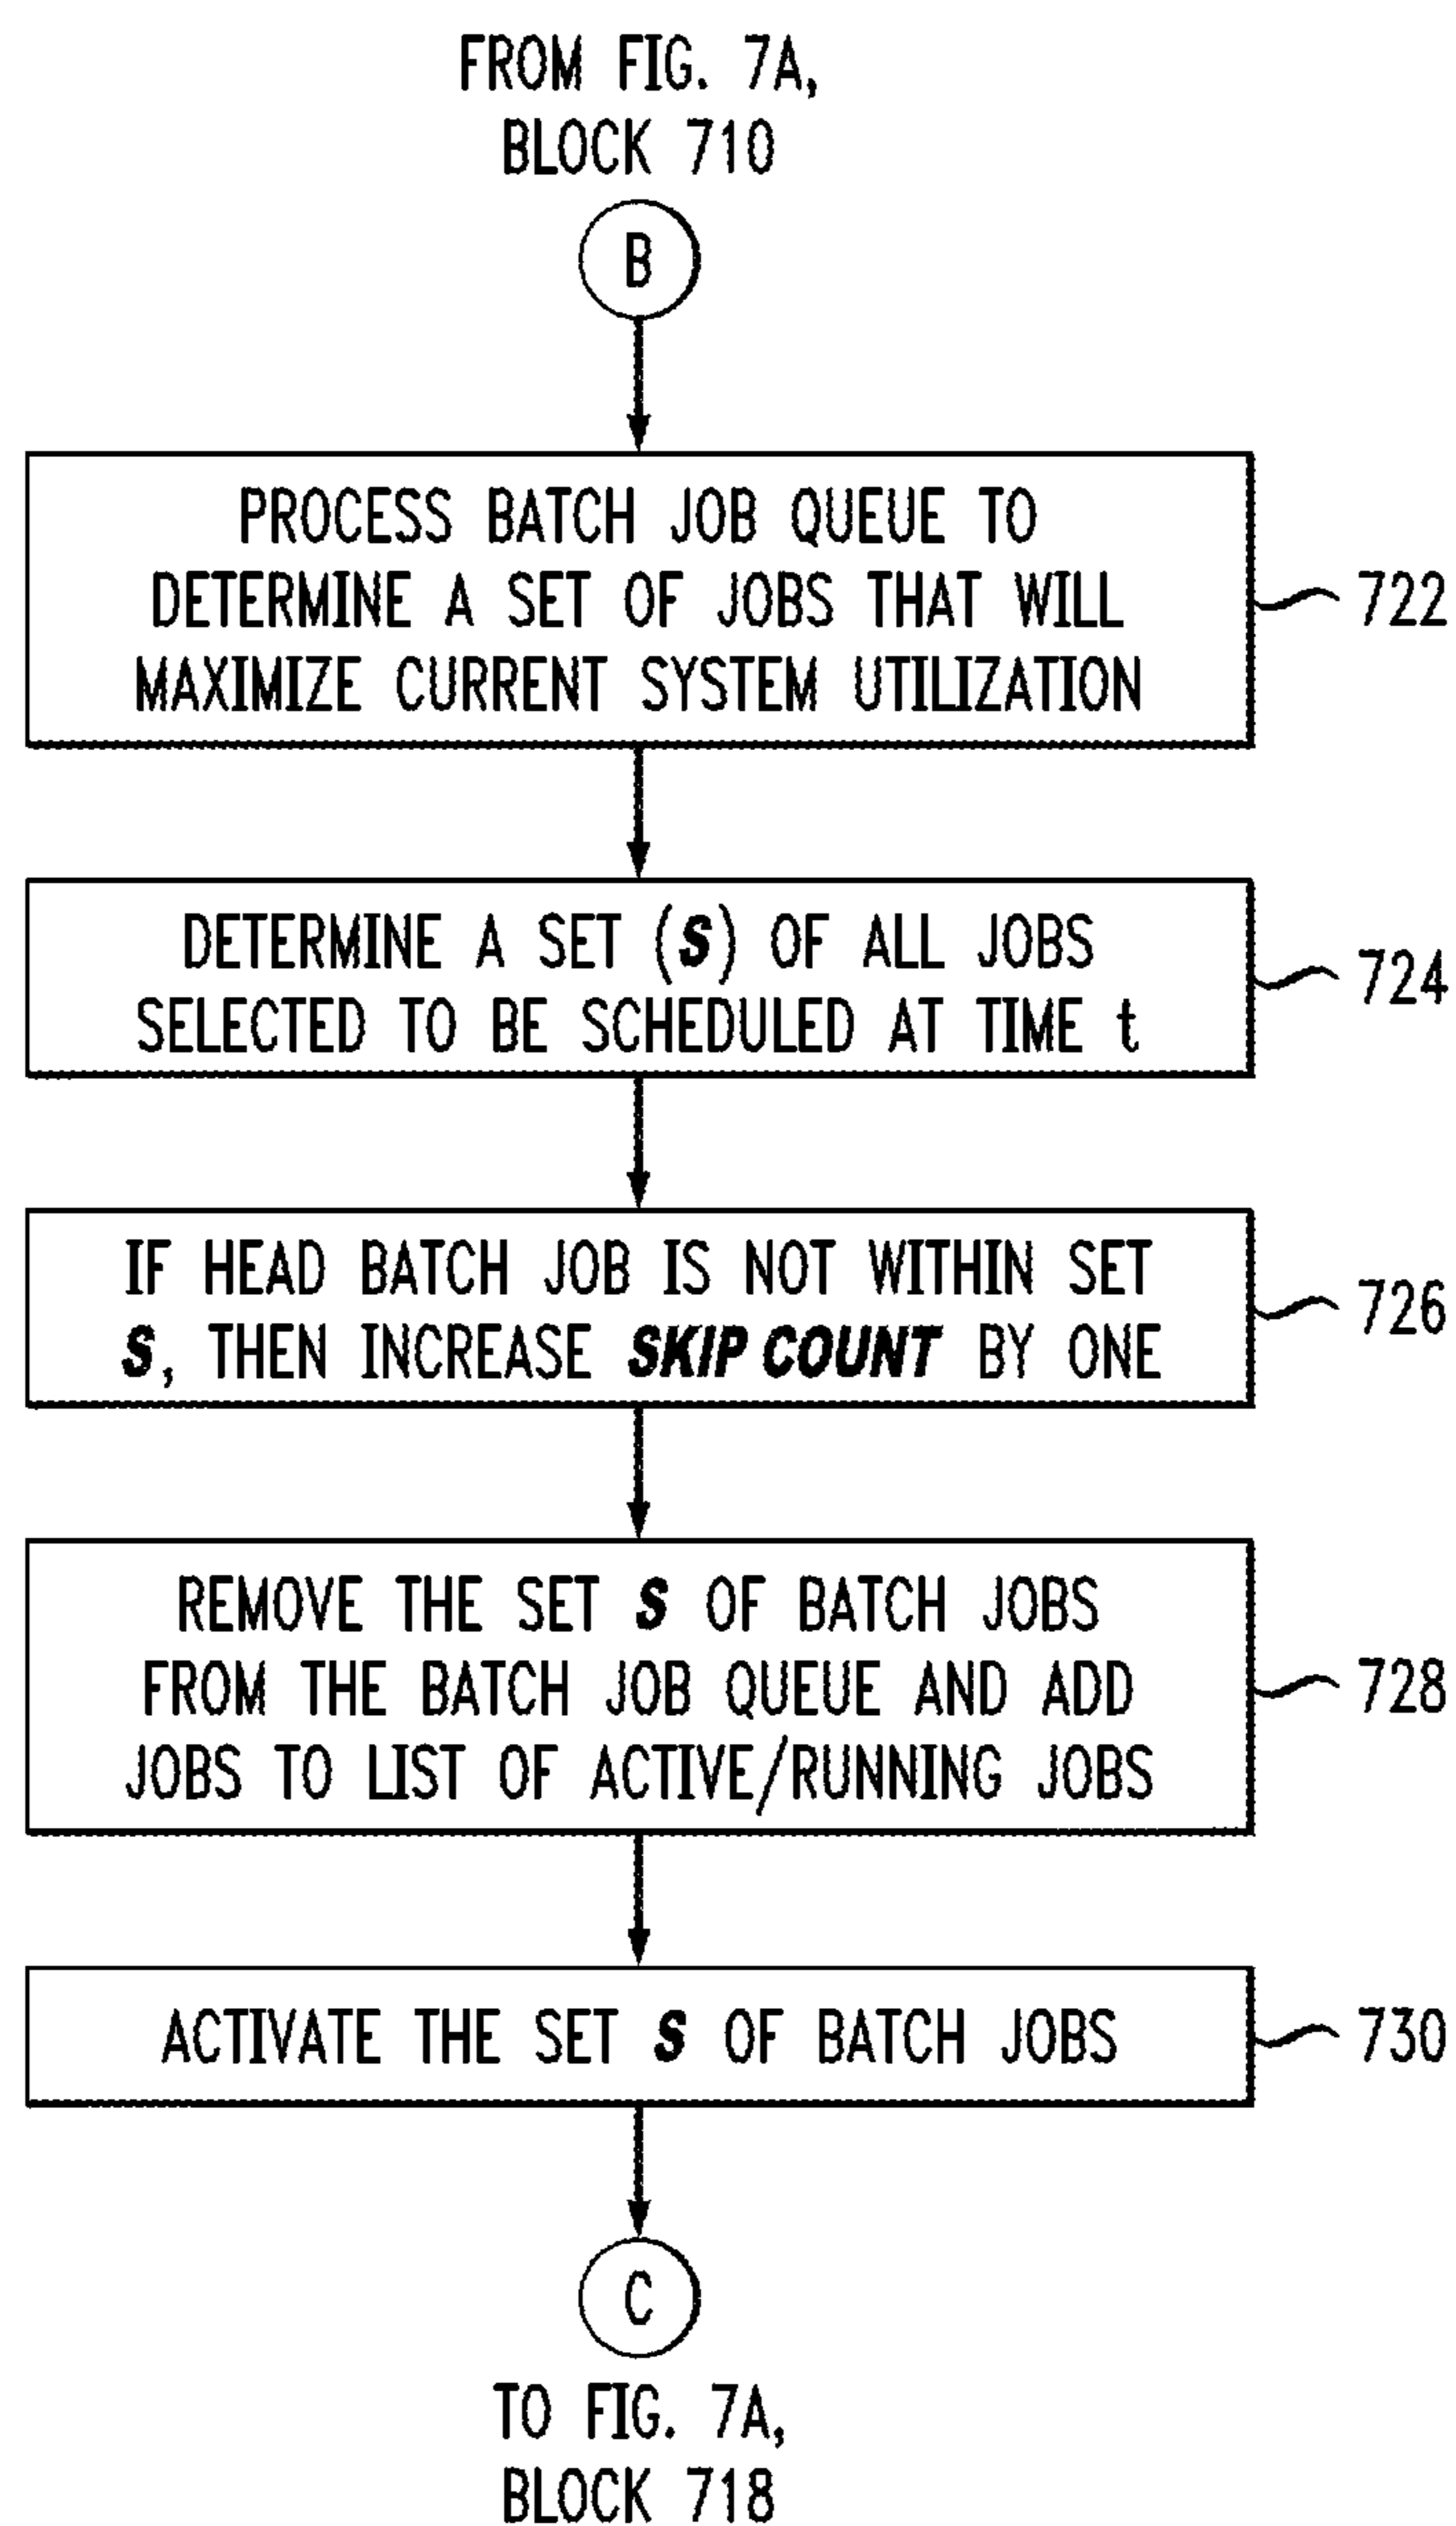 FROM FIG. 7A,
BLOCK 710
B
PROCESS BATCH JOB QUEUE TO
DETERMINE A SET OF JOBS THAT WILL
MAXIMIZE CURRENT SYSTEM UTILIZATION
722
DETERMINE A SET (S) OF ALL JOBS
SELECTED TO BE SCHEDULED AT TIME t
724
IF HEAD BATCH JOB IS NOT WITHIN SET
S, THEN INCREASE SKIP COUNT BY ONE
726
REMOVE THE SET S OF BATCH JOBS
FROM THE BATCH JOB QUEUE AND ADD
JOBS TO LIST OF ACTIVE/RUNNING JOBS
728
ACTIVATE THE SET S OF BATCH JOBS
730
C
TO FIG. 7A,
BLOCK 718